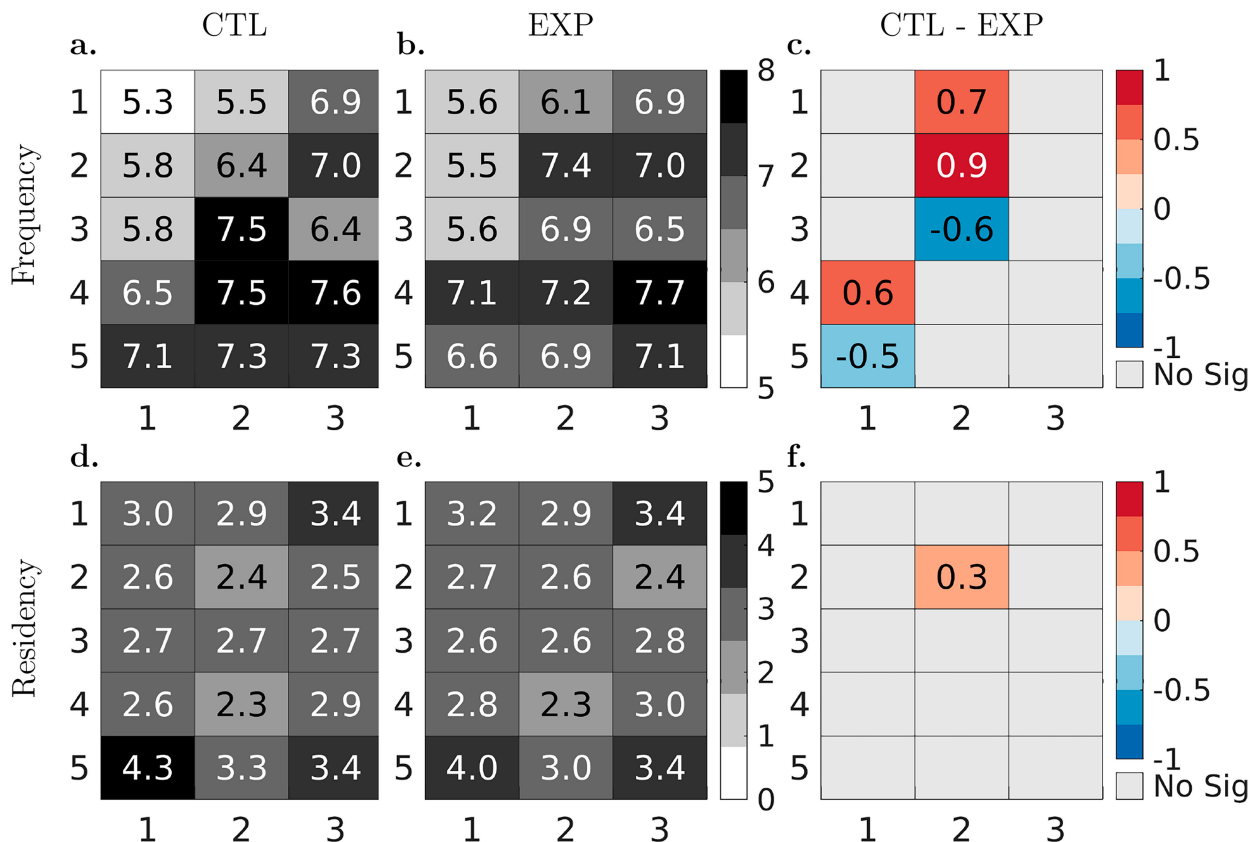 CTL EXP CTL - EXP
a. b. c.
Frequency
1 5.3 5.5 6.9 1 5.6 6.1 6.9 8 1 0.7 1
2 5.8 6.4 7.0 2 5.5 7.4 7.0 7 2 0.9 0.5
3 5.8 7.5 6.4 3 5.6 6.9 6.5 6 3 -0.6 0
4 6.5 7.5 7.6 4 7.1 7.2 7.7 4 0.6 -0.5
5 7.1 7.3 7.3 5 6.6 6.9 7.1 5 5 -0.5 -1
No Sig
1 2 3 1 2 3 1 2 3
d. e. f.
Residency
1 3.0 2.9 3.4 1 3.2 2.9 3.4 5 1 1
2 2.6 2.4 2.5 2 2.7 2.6 2.4 4 2 0.3 0.5
3 2.7 2.7 2.7 3 2.6 2.6 2.8 3 3 0
4 2.6 2.3 2.9 4 2.8 2.3 3.0 2 4 -0.5
5 4.3 3.3 3.4 5 4.0 3.0 3.4 1 5 -1
0 No Sig
1 2 3 1 2 3 1 2 3